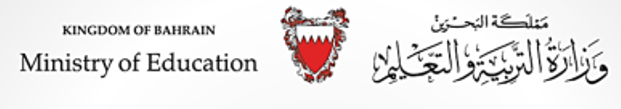 KINGDOM OF BAHRAIN
Ministry of Education
مملكة البحرين
وزارة التربية والتعليم